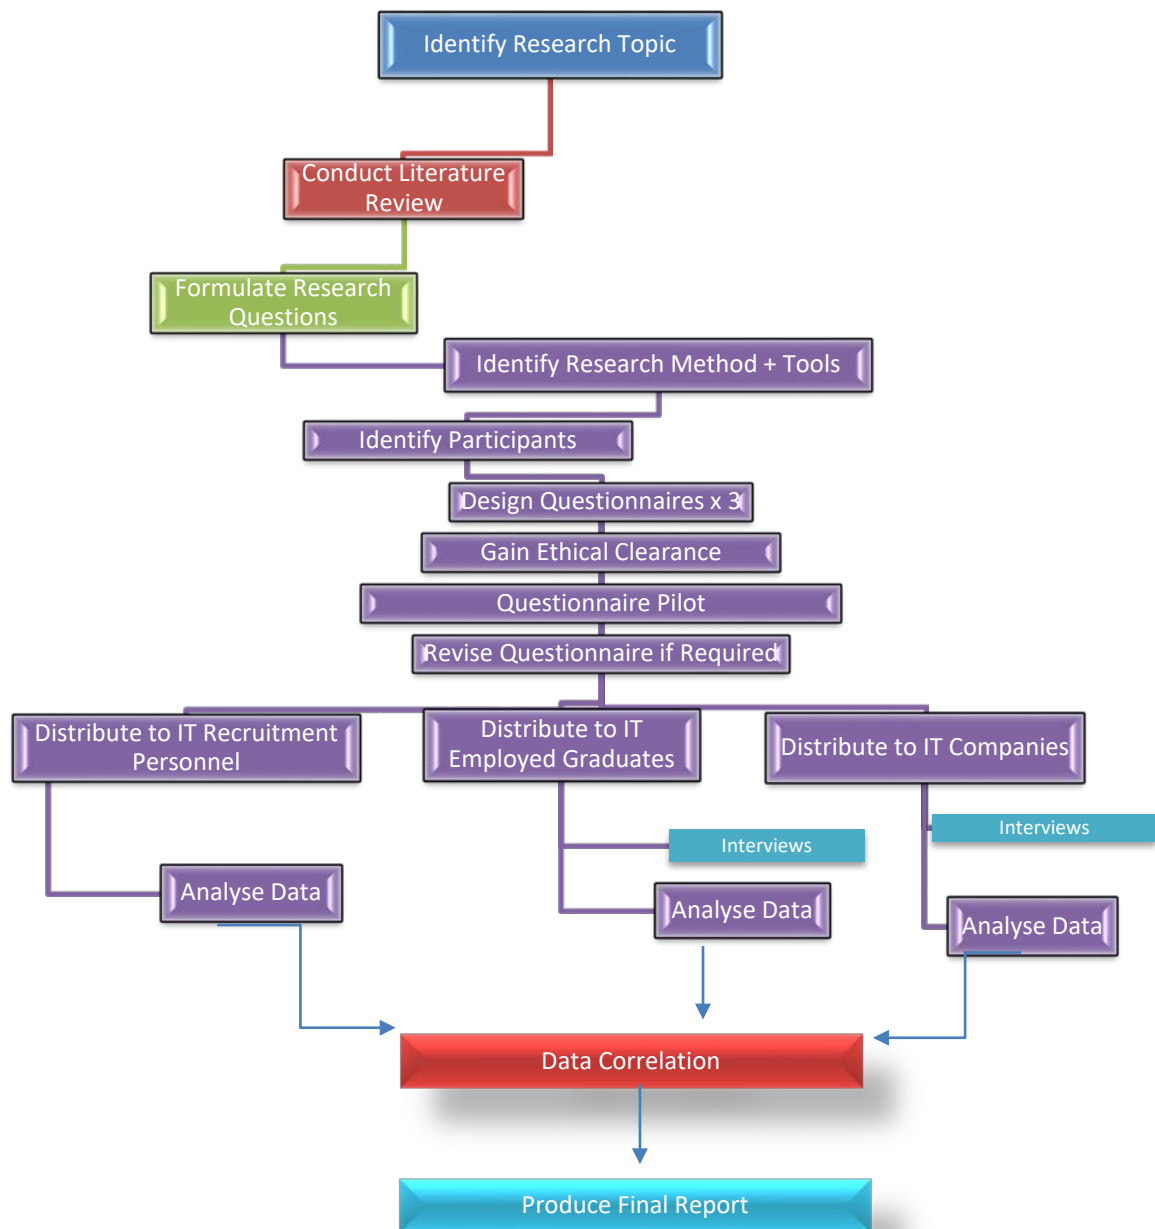 Identify Research Topic
Conduct Literature
Review
Formulate Research
Questions
Identify Research Method + Tools
Identify Participants
Design Questionnaires x 3
Gain Ethical Clearance
Questionnaire Pilot
Revise Questionnaire if Required
Distribute to IT Recruitment
Personnel
Distribute to IT
Employed Graduates
Distribute to IT Companies
Interviews
Interviews
Analyse Data
Analyse Data
Analyse Data
Data Correlation
Produce Final Report